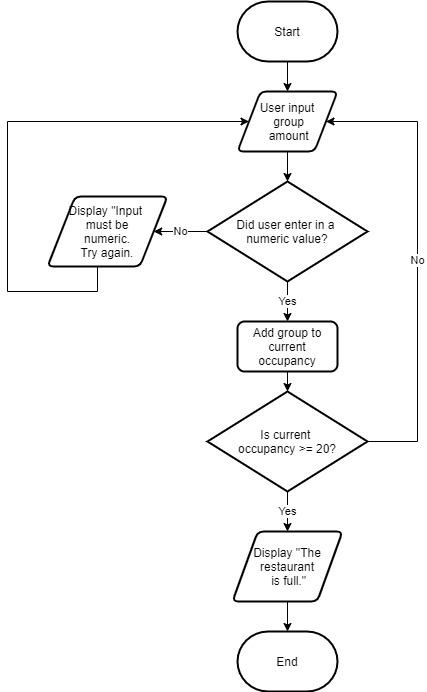 Start
User input
group
amount
Did user enter in a
numeric value?
No
Display "Input
must be
numeric.
Try again.
Yes
Add group to
current
occupancy
No
Is current
occupancy >= 20?
Yes
Display "The
restaurant
is full."
End